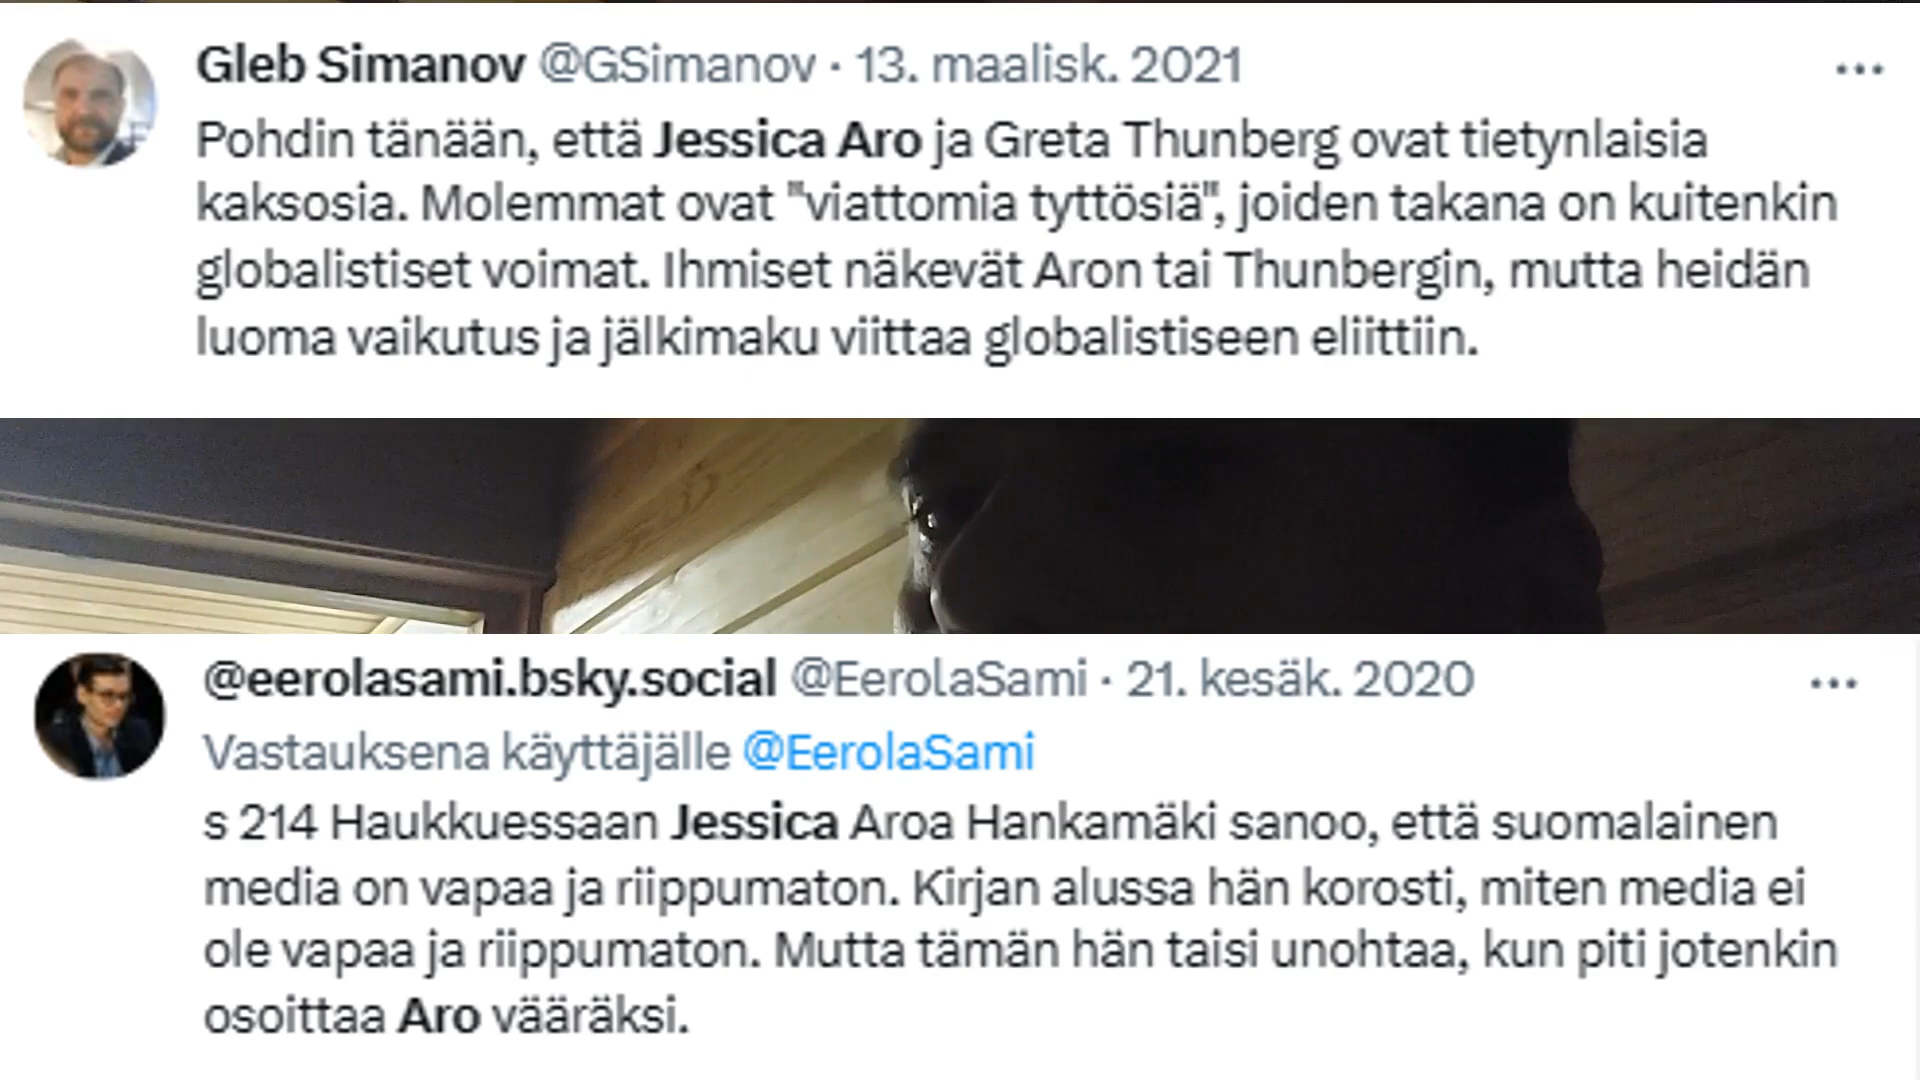 Gleb Simanov @GSimanov · 13. maalisk. 2021
Pohdin tänään, että Jessica Aro ja Greta Thunberg ovat tietynlaisia
kaksosia. Molemmat ovat "viattomia tyttösiä", joiden takana on kuitenkin
globalistiset voimat. Ihmiset näkevät Aron tai Thunbergin, mutta heidän
luoma vaikutus ja jälkimaku viittaa globalistiseen eliittiin.
@eerolasami.bsky.social @EerolaSami · 21. kesäk. 2020
Vastauksena käyttäjälle @EerolaSami
s 214 Haukkuessaan Jessica Aroa Hankamäki sanoo, että suomalainen
media on vapaa ja riippumaton. Kirjan alussa hän korosti, miten media ei
ole vapaa ja riippumaton. Mutta tämän hän taisi unohtaa, kun piti jotenkin
osoittaa Aro vääräksi.